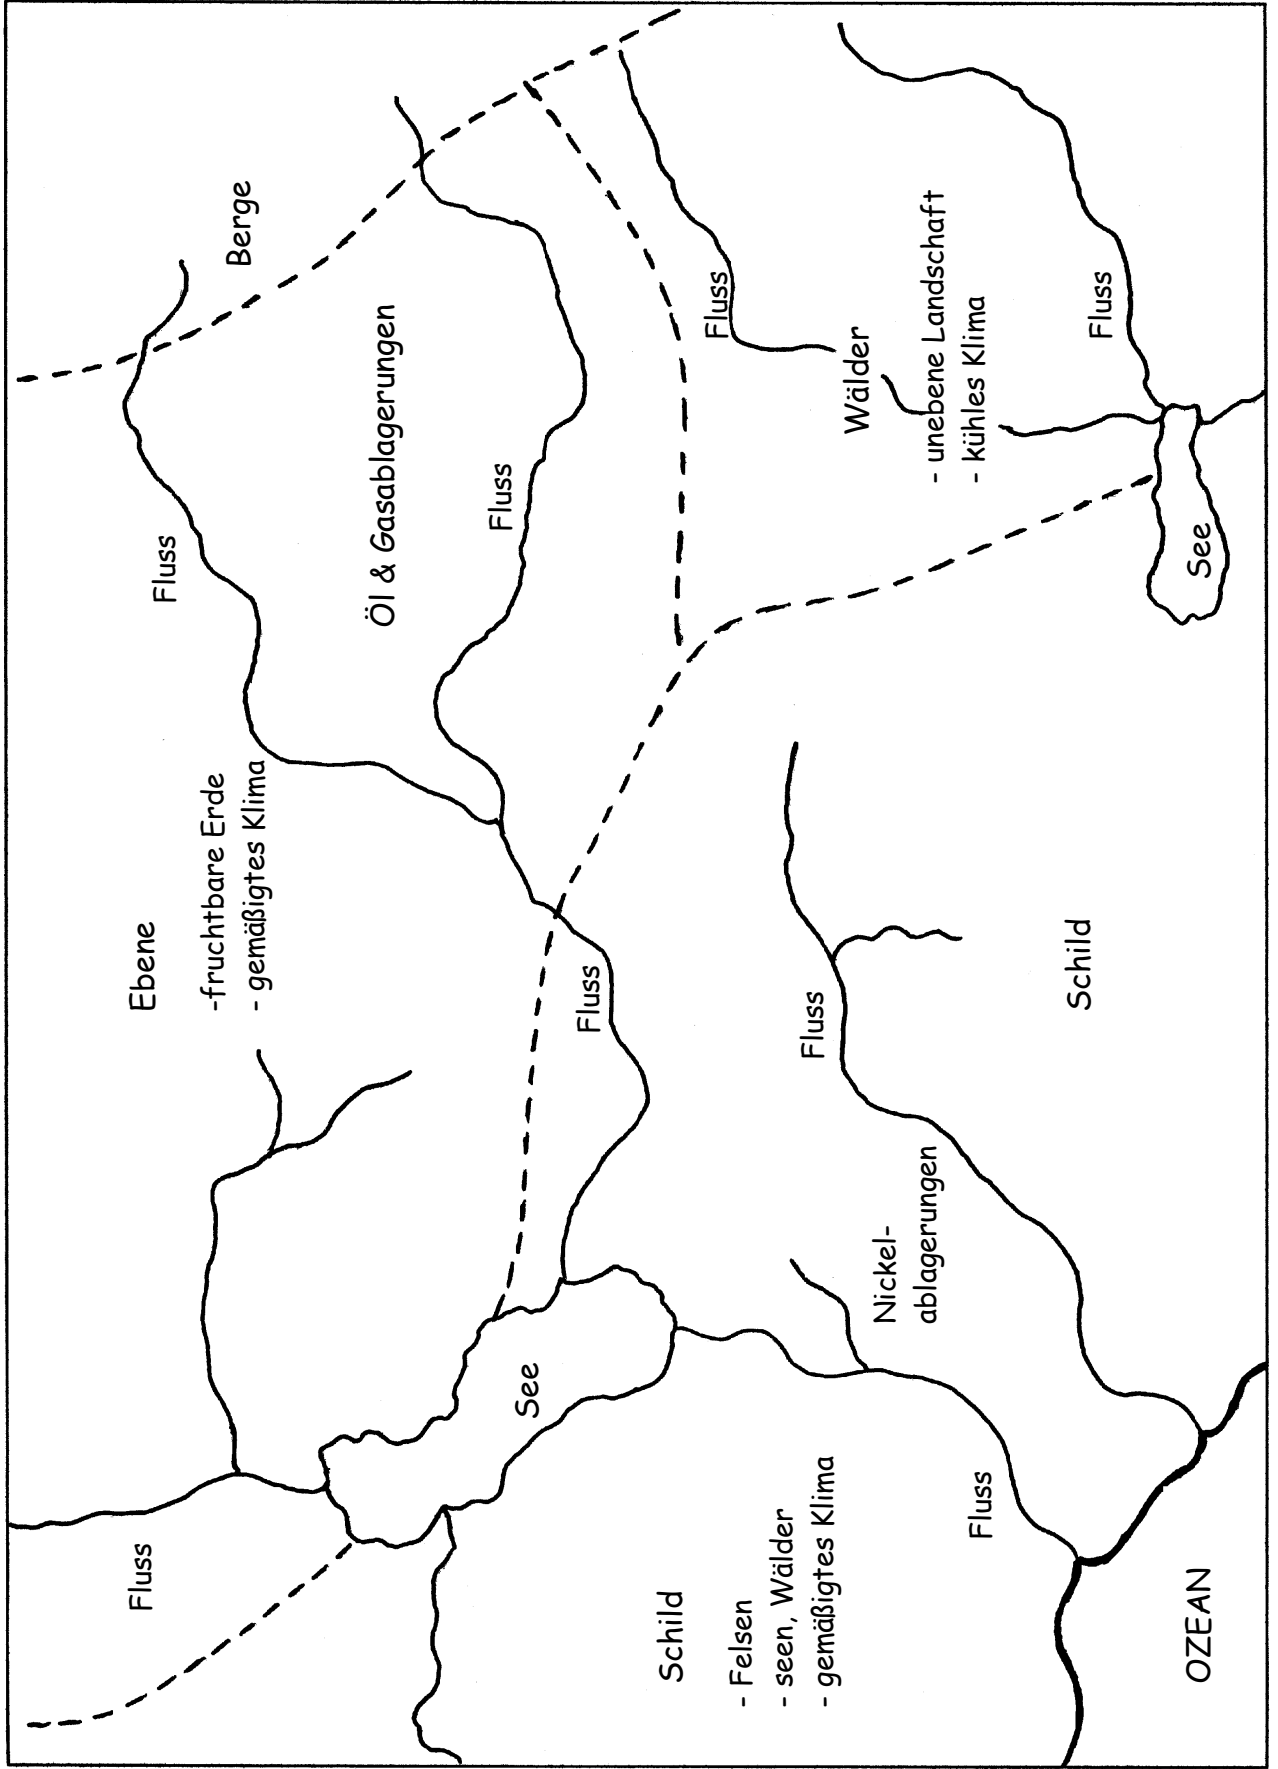 Fluss
Ebene
-fruchtbare Erde
- gemäßigtes Klima
Fluss
Berge
Öl & Gasablagerungen
Fluss
See
Fluss
Schild
- Felsen
- seen, Wälder
- gemäßigtes Klima
Fluss
Fluss
Wälder
- unebene Landschaft
- kühles Klima
Nickel-
ablagerungen
Fluss
Schild
Fluss
OZEAN
See